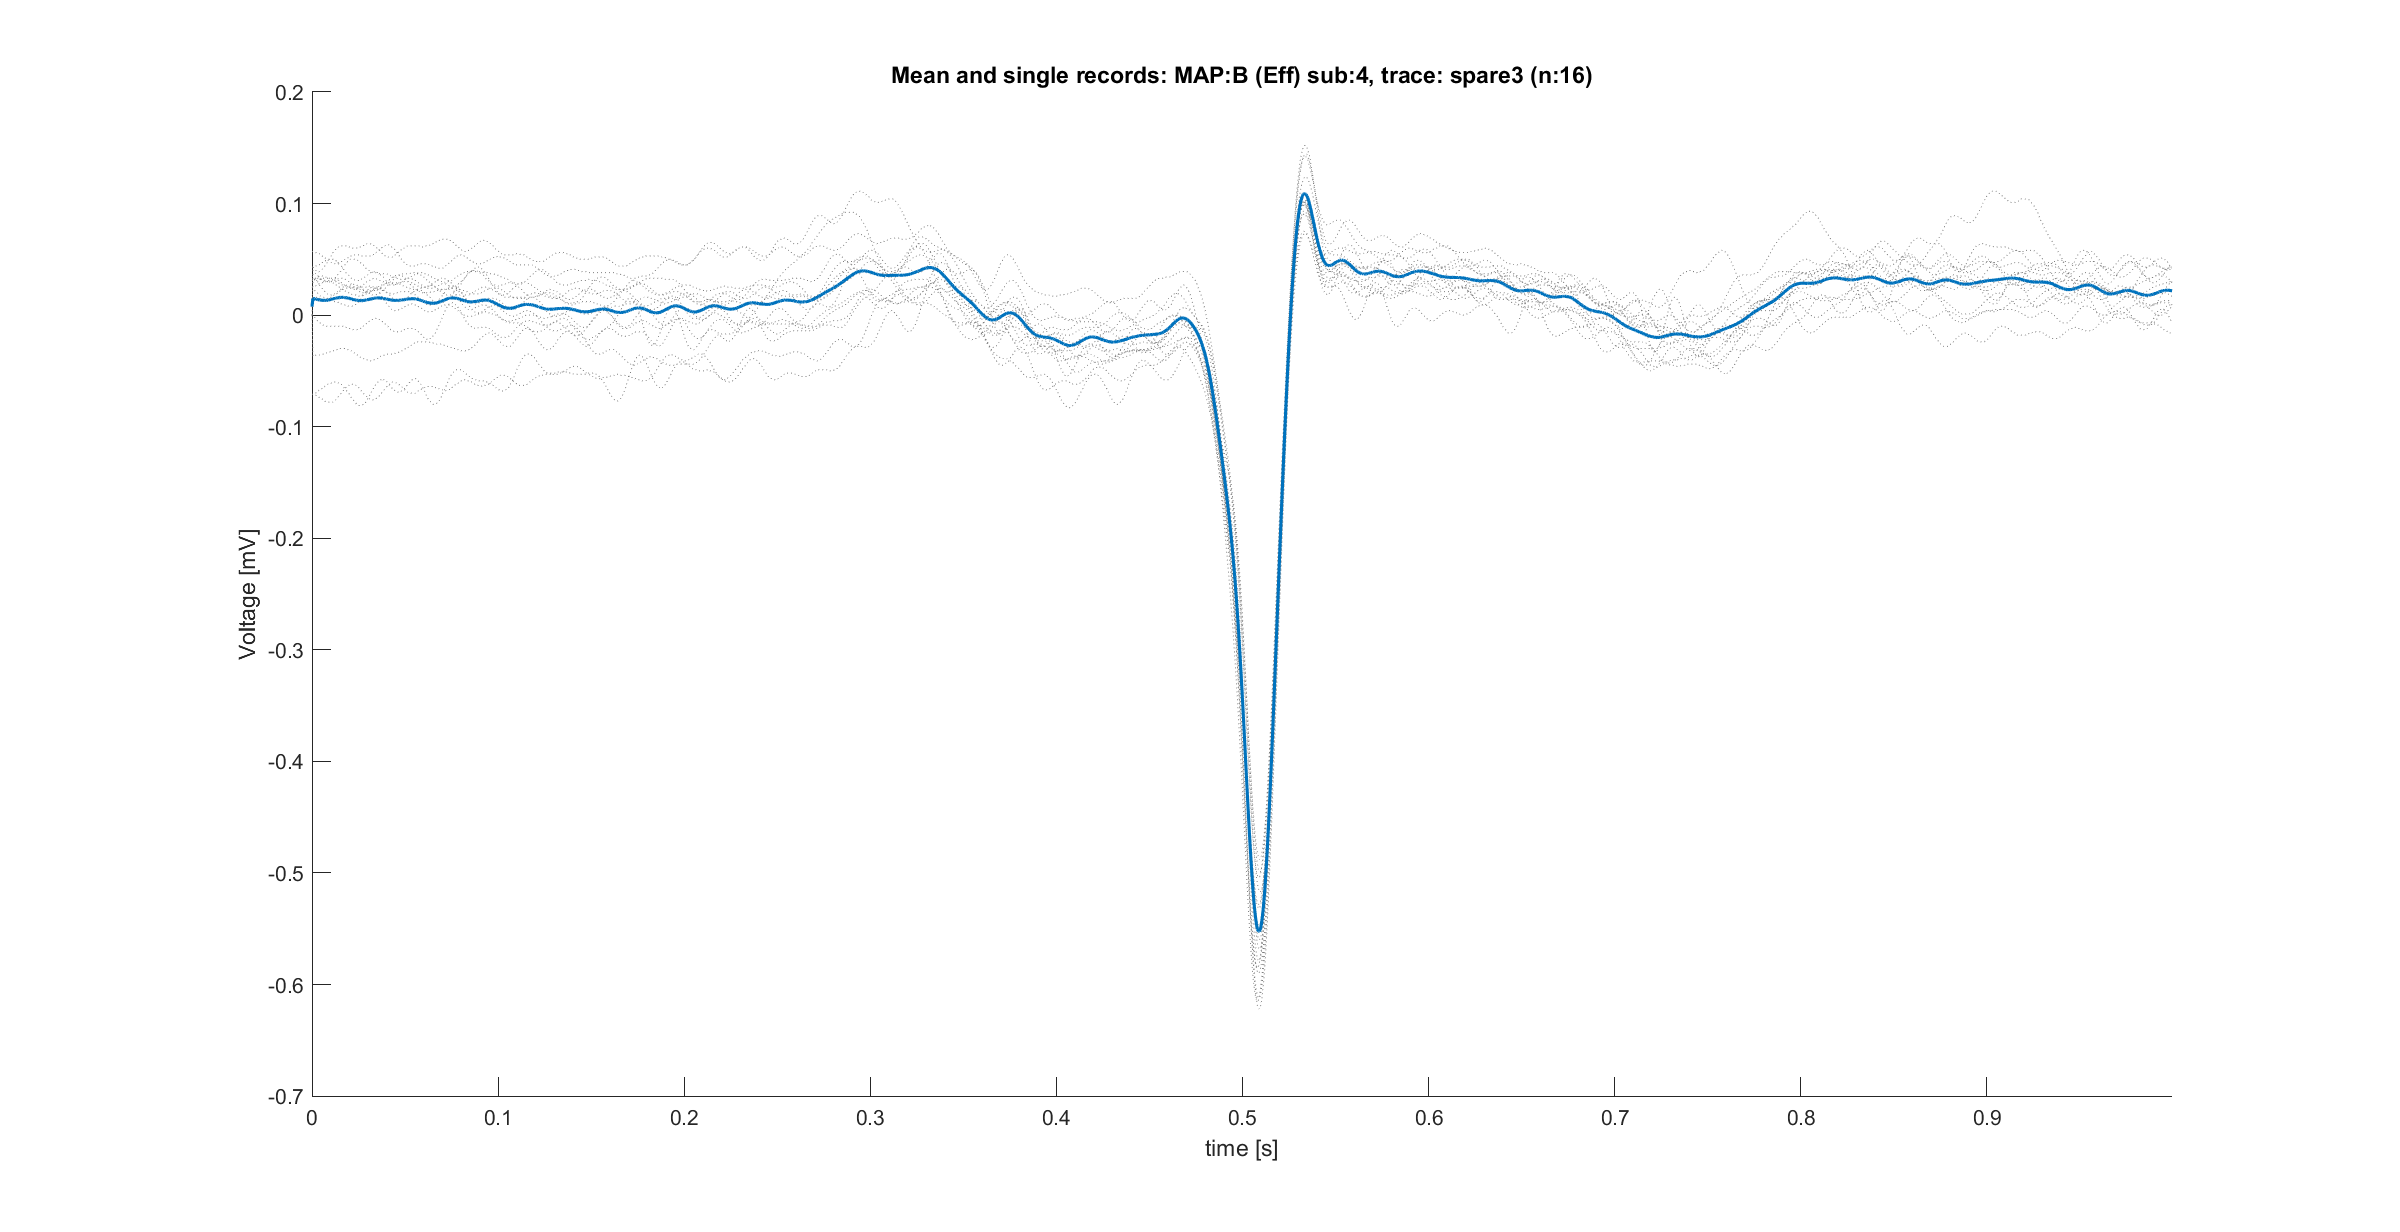 Mean and single records: MAP:B (Eff) sub:4, trace: spare3 (n:16)
0.2
0.1
0
-0.1
-0.2
-0.3
-0.4
-0.5
-0.6
-0.7
Voltage [mV]
0 0.1 0.2 0.3 0.4 0.5 0.6 0.7 0.8 0.9
time [s]